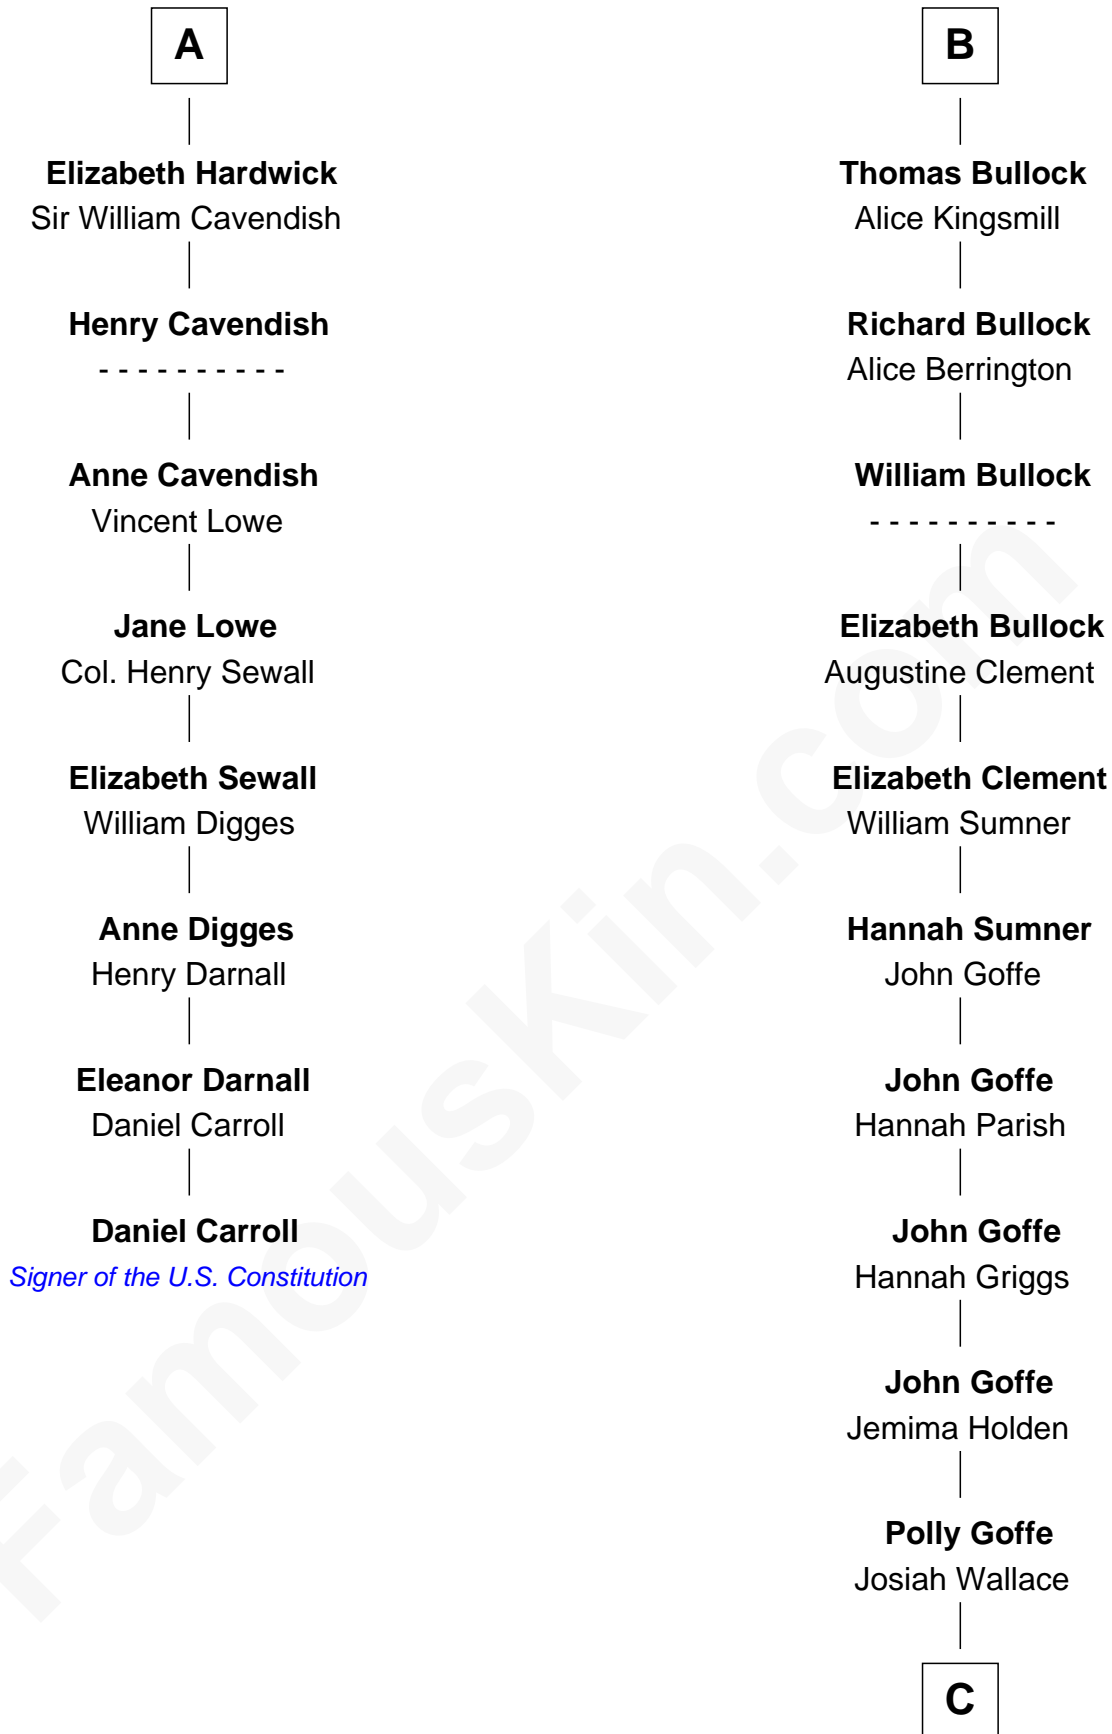 A
Elizabeth Hardwick
Sir William Cavendish
Henry Cavendish
- - - - - - - - - -
Anne Cavendish
Vincent Lowe
Jane Lowe
Col. Henry Sewall
Elizabeth Sewall
William Digges
Anne Digges
Henry Darnall
Eleanor Darnall
Daniel Carroll
Daniel Carroll
Signer of the U.S. Constitution
B
Thomas Bullock
Alice Kingsmill
Richard Bullock
Alice Berrington
William Bullock
- - - - - - - - - -
Elizabeth Bullock
Augustine Clement
Elizabeth Clement
William Sumner
Hannah Sumner
John Goffe
John Goffe
Hannah Parish
John Goffe
Hannah Griggs
John Goffe
Jemima Holden
Polly Goffe
Josiah Wallace
C
FamousKin.com